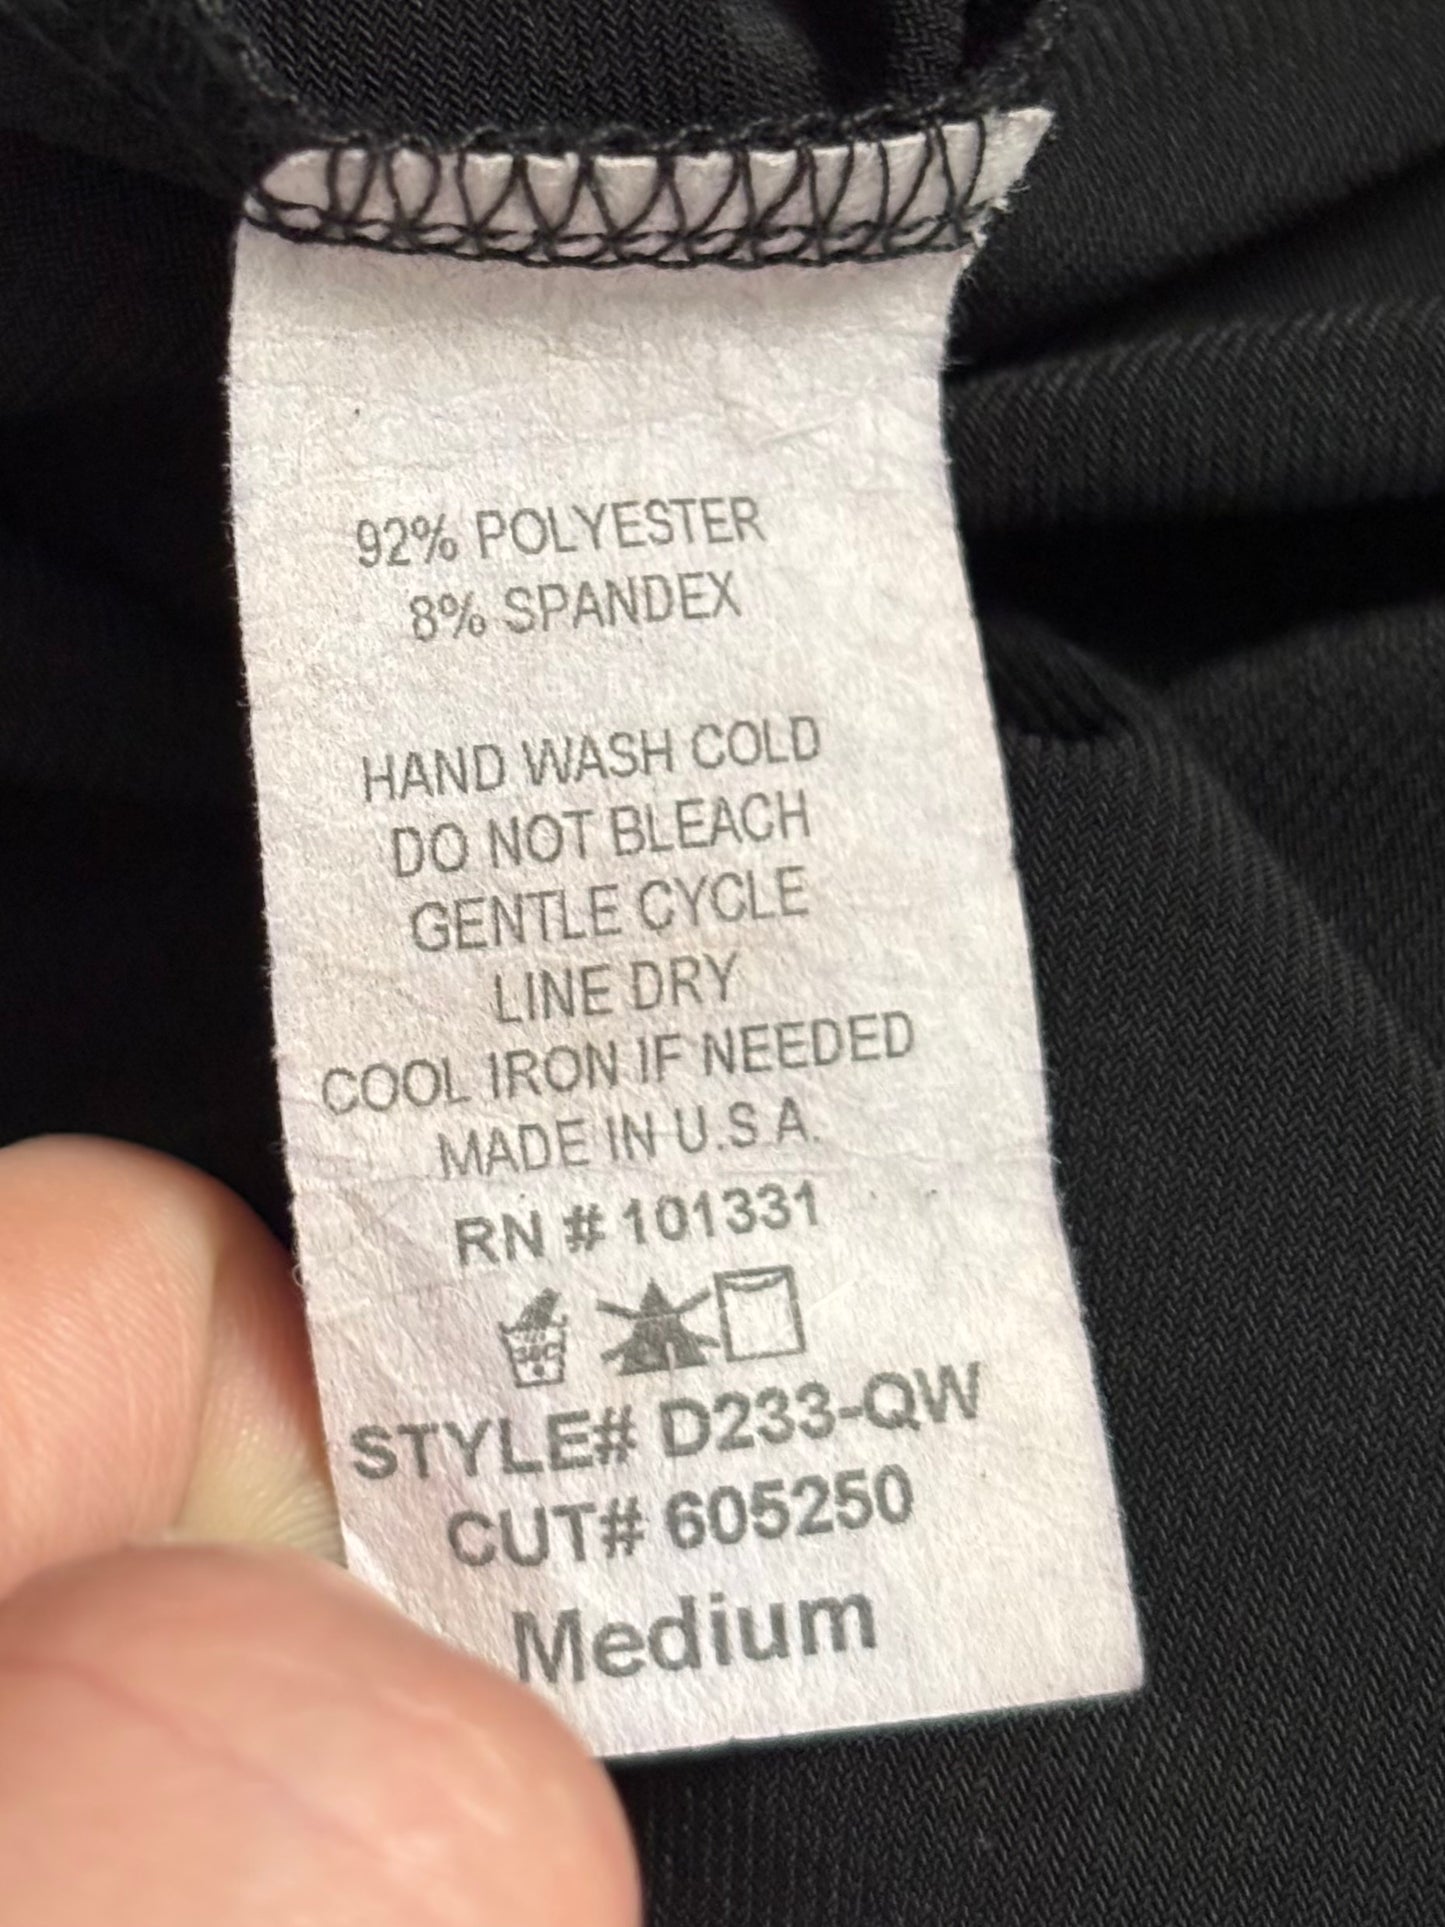 92% POLYESTER
8% SPANDEX
HAND WASH COLD
DO NOT BLEACH
GENTLE CYCLE
LINE DRY
COOL IRON IF NEEDED
MADE IN U.S.A.
RN # 101331
STYLE# D233-QW
CUT# 605250
Medium